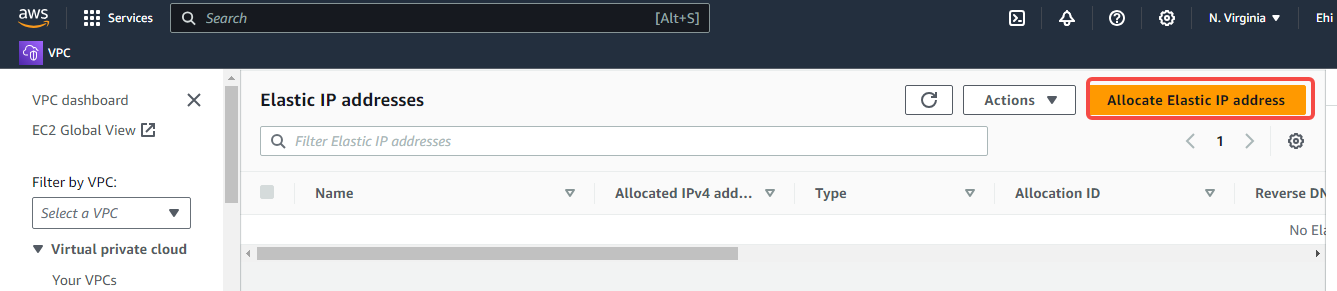 aws
Services
Search
[Alt+S]
N. Virginia
Ehi
VPC
VPC dashboard
EC2 Global View
Filter by VPC:
Select a VPC
Virtual private cloud
Your VPCs
Elastic IP addresses
Actions
Allocate Elastic IP address
Filter Elastic IP addresses
1
Name
Allocated IPv4 add...
Type
Allocation ID
Reverse DN
No Ela